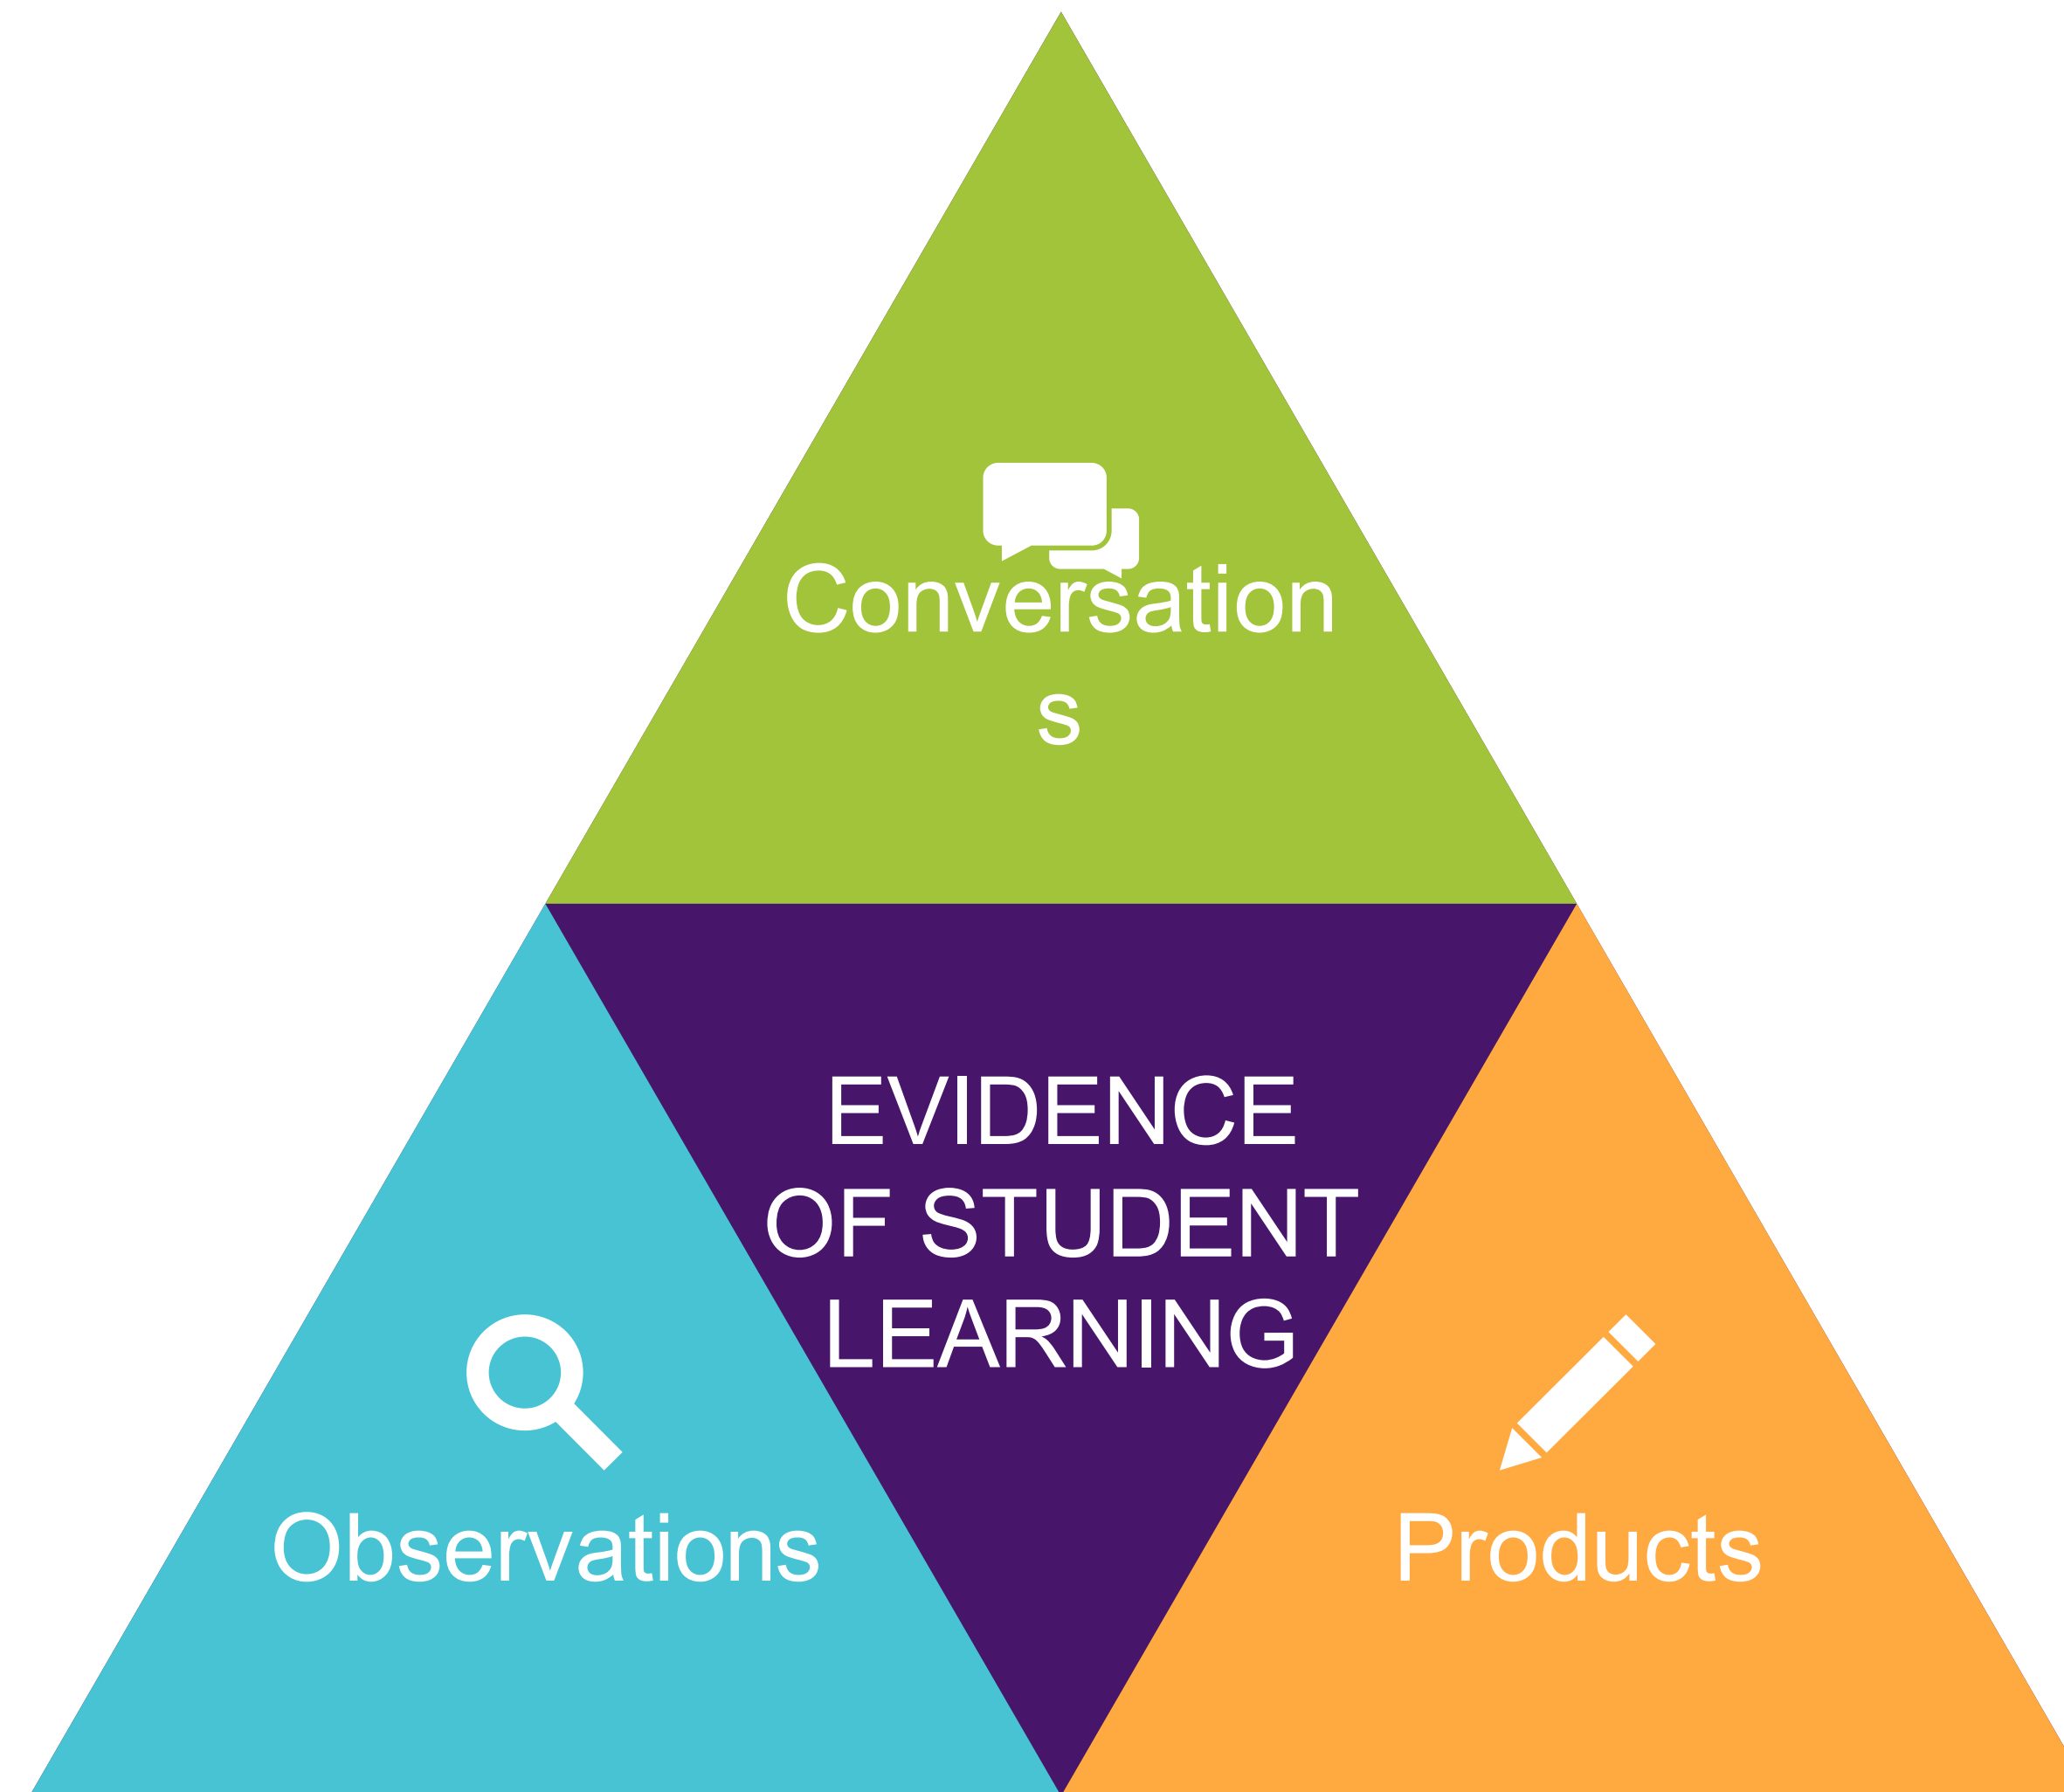 Conversation
s
EVIDENCE
OF STUDENT
LEARNING
Observations
Products